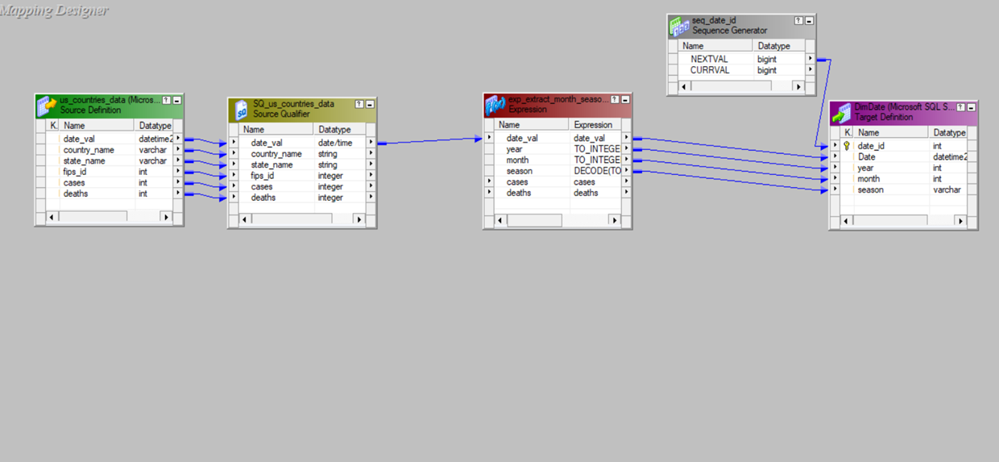 Mapping Designer
seq_date_id
Sequence Generator
Name Datatype
NEXTVAL bigint
CURRVAL bigint
us_countries_data (Micros...
Source Definition
K. Name Datatype
date_val datetime2
country_name varchar
state_name varchar
fips_id int
cases int
deaths int
SQ_us_countries_data
Source Qualifier
Name Datatype
date_val date/time
country_name string
state_name string
fips_id integer
cases integer
deaths integer
exp_extract_month_seaso...
Expression
Name Expression
date_val date_val
year TO_INTEGE
month TO_INTEGE
season DECODE(TO
cases cases
deaths deaths
DimDate (Microsoft SQL S...
Target Definition
K. Name Datatype
date_id int
Date datetime2
year int
month int
season varchar